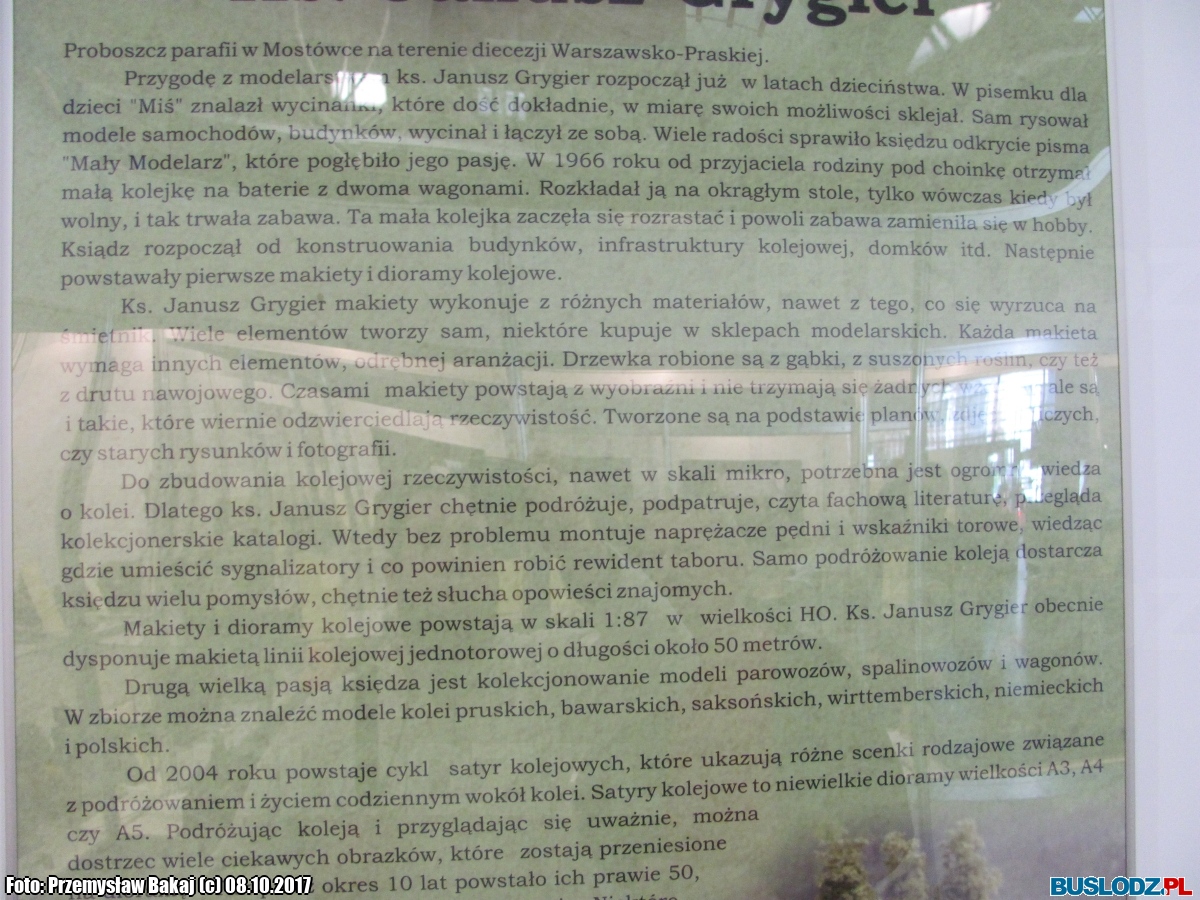 Ks. Janusz Grygier
Proboszcz parafii w Mostówce na terenie diecezji Warszawsko-Praskiej.
Przygodę z ks. Janusz Grygier rozpoczął już w latach dzieciństwa. W pisemku dla
dzieci "Miś" znalazł wycinanki, które dość dokładnie, w miarę swoich możliwości sklejał. Sam rysował
modele samochodów, budynków, wycinał i łączył ze sobą. Wiele radości sprawiło księdzu odkrycie pisma
"Mały Modelarz", które pogłębiło jego pasję. W 1966 roku od przyjaciela rodziny pod choinkę otrzymał
małą kolejkę na baterie z dwoma wagonami. Rozkładał ją na okrągłym stole, tylko wówczas kiedy był
wolny, i tak trwała zabawa. Ta mała kolejka zaczęła się rozrastać i powoli zabawa zamieniła się w hobby.
Ksiądz rozpoczął od konstruowania budynków, infrastruktury kolejowej, domków itd. Następnie
powstawały pierwsze makiety i dioramy kolejowe.
Ks. Janusz Grygier makiety wykonuje z różnych materiałów, nawet z tego, co się wyrzuca na
śmietnik. Wiele elementów tworzy sam, niektóre kupuje w sklepach modelarskich. Każda makieta
wymaga innych elementów, odrębnej aranżacji. Drzewka robione są z gąbki, z suszonych roślin, czy też
z drutu nawojowego. Czasami makiety powstają z wyobraźni i nie trzymają się żadnych ale są
i takie, które wiernie odzwierciedlają rzeczywistość. Tworzone są na podstawie planów,
czy starych rysunków i fotografii.
Do zbudowania kolejowej rzeczywistości, nawet w skali mikro, potrzebna jest ogromna wiedza
o kolei. Dlatego ks. Janusz Grygier chętnie podróżuje, podpatruje, czyta fachową literaturę, przegląda
kolekcjonerskie katalogi. Wtedy bez problemu montuje naprężacze pędni i wskaźniki torowe, wiedząc
gdzie umieścić sygnalizatory i co powinien robić rewident taboru. Samo podróżowanie koleją dostarcza
księdzu wielu pomysłów, chętnie też słucha opowieści znajomych.
Makiety i dioramy kolejowe powstają w skali 1:87 w wielkości HO. Ks. Janusz Grygier obecnie
dysponuje makietą linii kolejowej jednotorowej o długości około 50 metrów.
Drugą wielką pasją księdza jest kolekcjonowanie modeli parowozów, spalinowozów i wagonów.
W zbiorze można znaleźć modele kolei pruskich, bawarskich, saksońskich, wirttemberskich, niemieckich
i polskich.
Od 2004 roku powstaje cykl satyr kolejowych, które ukazują różne scenki rodzajowe związane
z podróżowaniem i życiem codziennym wokół kolei. Satyry kolejowe to niewielkie dioramy wielkości A3, A4
czy A5. Podróżując koleją i przyglądając się uważnie, można
dostrzec wiele ciekawych obrazków, które zostają przeniesione
okres 10 lat powstało ich prawie 50,
Niektóre
Foto: Przemysław Bakaj (c) 08.10.2017
BUSLODZ.PL